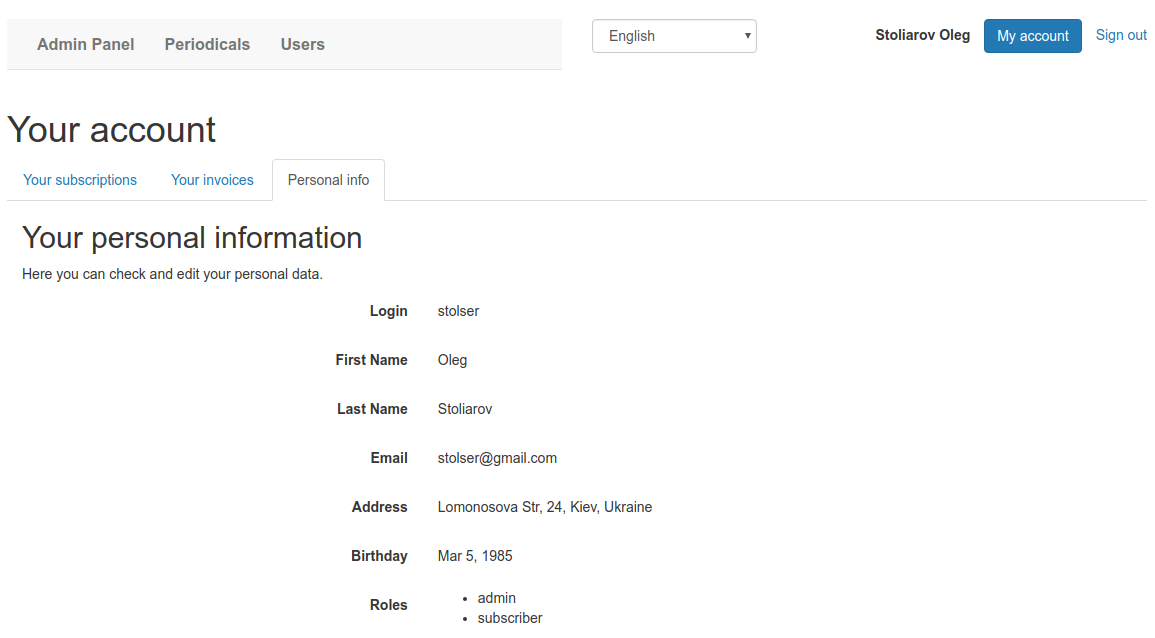 Admin Panel Periodicals Users English Stoliarov Oleg My account Sign out
Your account
Your subscriptions Your invoices Personal info
Your personal information
Here you can check and edit your personal data.
Login stolser
First Name Oleg
Last Name Stoliarov
Email stolser@gmail.com
Address Lomonosova Str, 24, Kiev, Ukraine
Birthday Mar 5, 1985
Roles
• admin
• subscriber